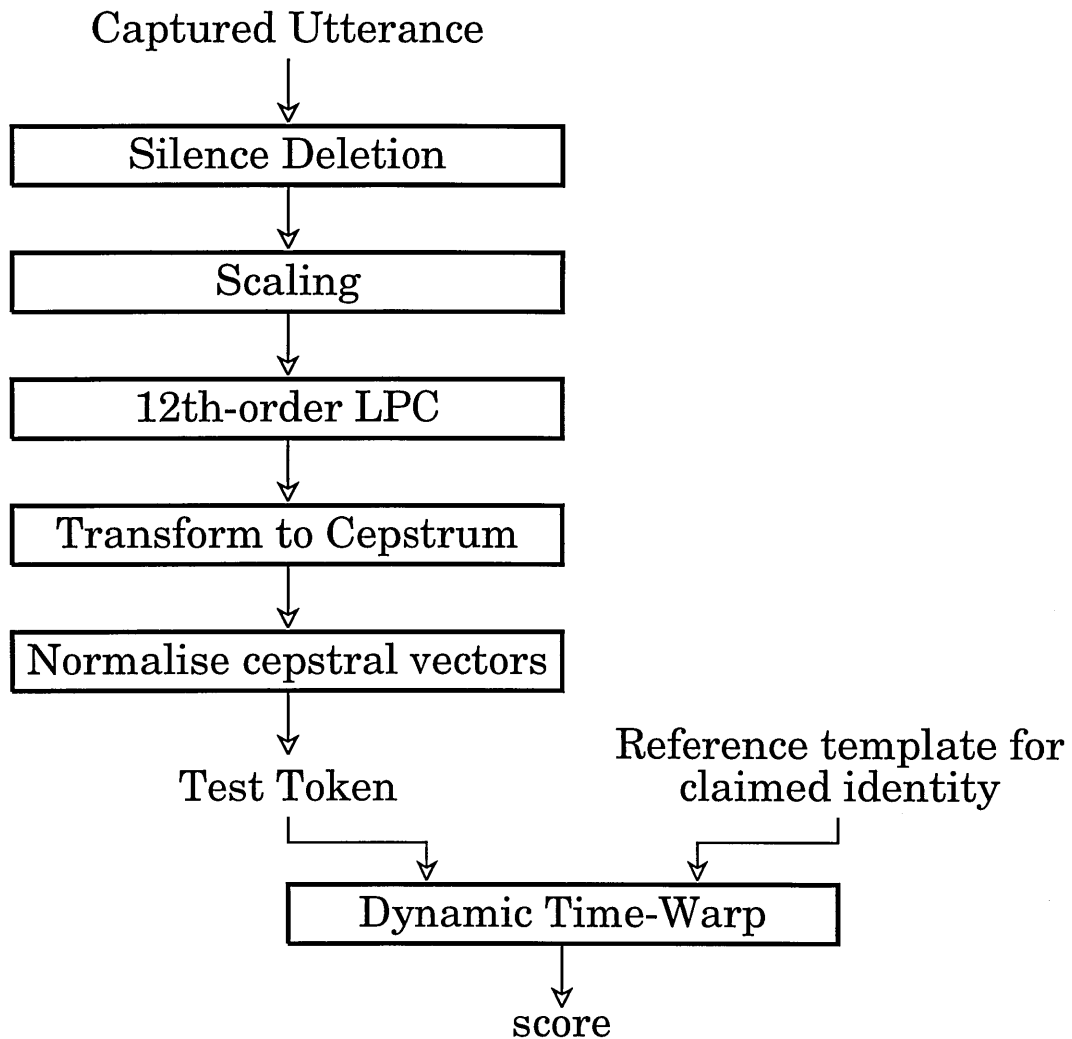 Captured Utterance
Silence Deletion
Scaling
12th-order LPC
Transform to Cepstrum
Normalise cepstral vectors
Test Token
Reference template for
claimed identity
Dynamic Time-Warp
score